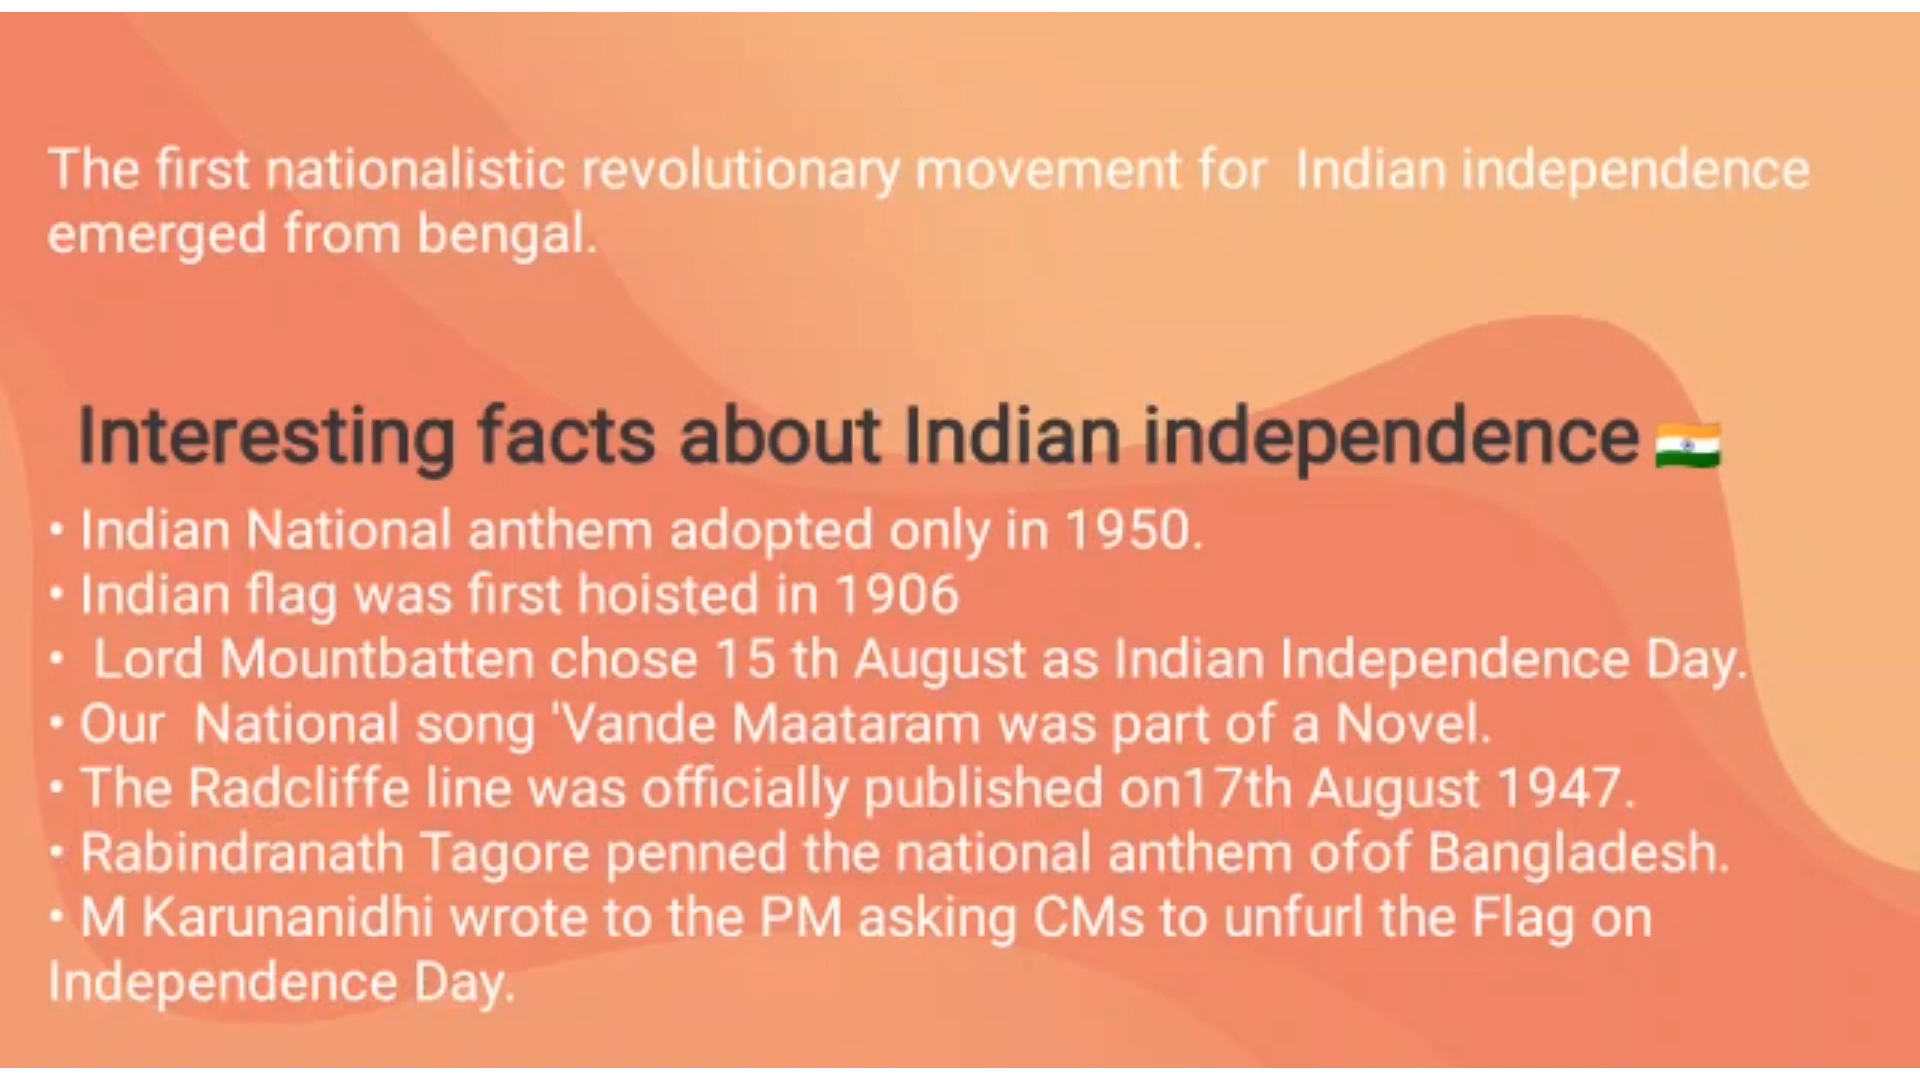 The first nationalistic revolutionary movement for  Indian independence
emerged from bengal.
Interesting facts about Indian independence 🇮🇳
• Indian National anthem adopted only in 1950.
• Indian flag was first hoisted in 1906
•  Lord Mountbatten chose 15 th August as Indian Independence Day.
• Our  National song 'Vande Maataram was part of a Novel.
• The Radcliffe line was officially published on17th August 1947.
• Rabindranath Tagore penned the national anthem ofof Bangladesh.
• M Karunanidhi wrote to the PM asking CMs to unfurl the Flag on
Independence Day.